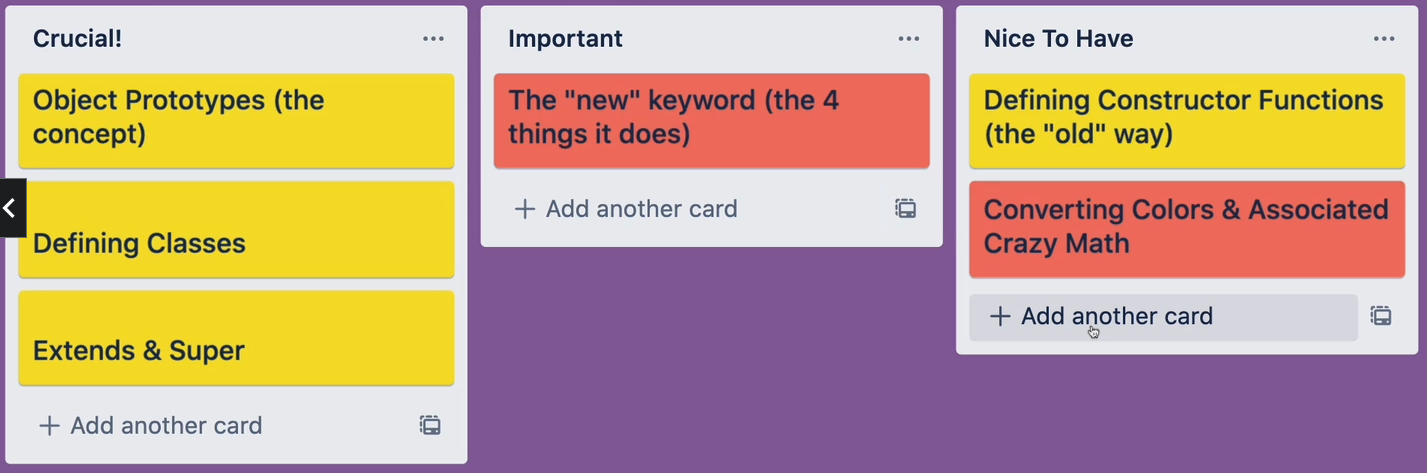 Crucial!
Object Prototypes (the
concept)
Defining Classes
Extends & Super
Add another card
Important
The "new" keyword (the 4
things it does)
Add another card
Nice To Have
Defining Constructor Functions
(the "old" way)
Converting Colors & Associated
Crazy Math
Add another card